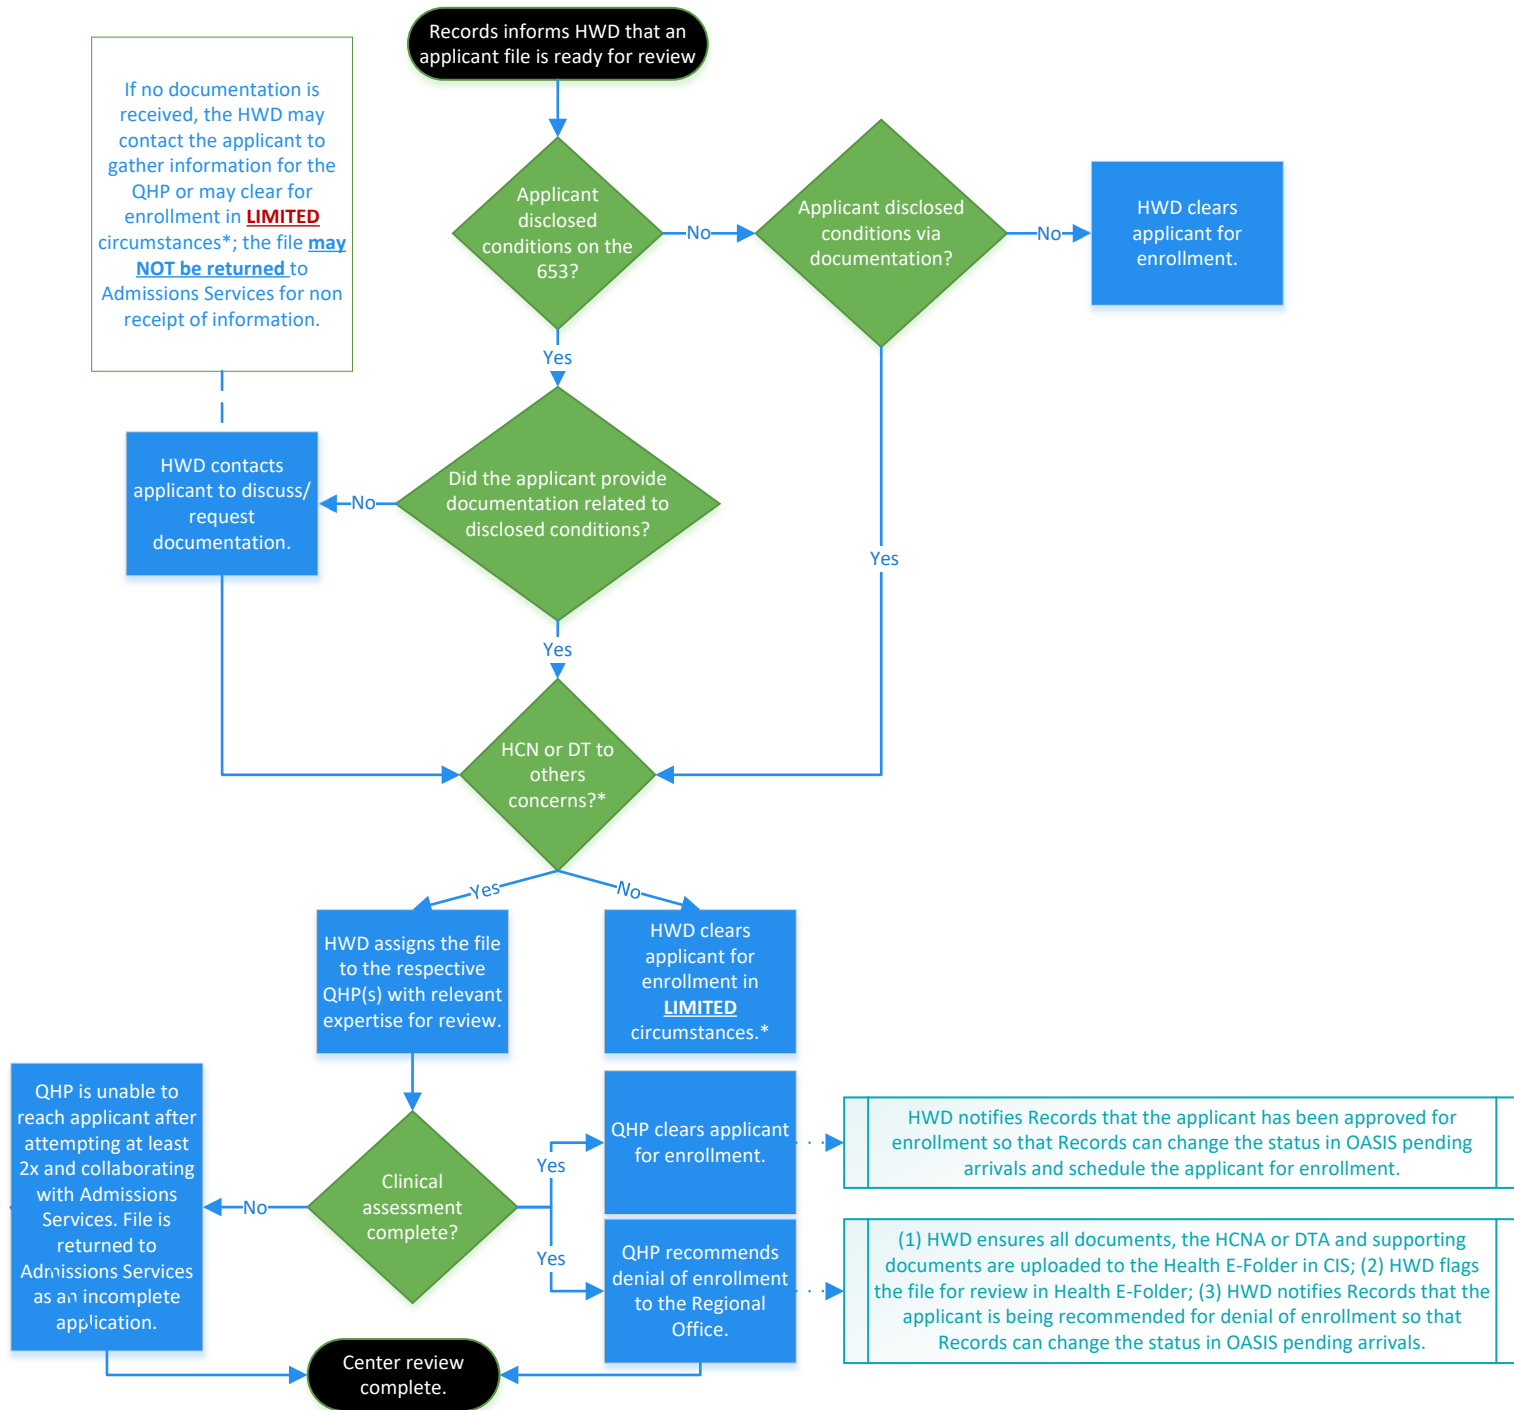 Records informs HWD that an
applicant file is ready for review
If no documentation is
received, the HWD may
contact the applicant to
gather information for the
QHP or may clear for
enrollment in LIMITED
circumstances*; the file may
NOT be returned to
Admissions Services for non
receipt of information.
Applicant
disclosed
conditions on the
653?
No
Applicant disclosed
conditions via
documentation?
No
HWD clears
applicant for
enrollment.
Yes
HWD contacts
applicant to discuss/
request
documentation.
No
Did the applicant provide
documentation related to
disclosed conditions?
Yes
Yes
HCN or DT to
others
concerns?*
Yes
No
HWD assigns the file
to the respective
QHP(s) with relevant
expertise for review.
HWD clears
applicant for
enrollment in
LIMITED
circumstances.*
QHP is unable to
reach applicant after
attempting at least
2x and collaborating
with Admissions
Services. File is
returned to
Admissions Services
as an incomplete
application.
No
Clinical
assessment
complete?
Yes
Yes
QHP clears applicant
for enrollment.
HWD notifies Records that the applicant has been approved for
enrollment so that Records can change the status in OASIS pending
arrivals and schedule the applicant for enrollment.
QHP recommends
denial of enrollment
to the Regional
Office.
(1) HWD ensures all documents, the HCNA or DTA and supporting
documents are uploaded to the Health E-Folder in CIS; (2) HWD flags
the file for review in Health E-Folder; (3) HWD notifies Records that the
applicant is being recommended for denial of enrollment so that
Records can change the status in OASIS pending arrivals.
Center review
complete.